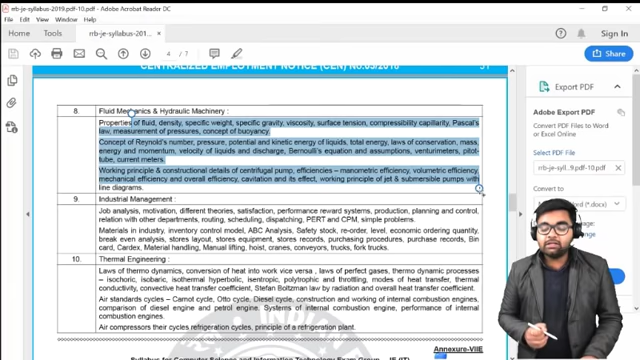 rrb-je-syllabus-2019.pdf-10.pdf - Adobe Acrobat Reader DC
File Edit View Window Help
Home Tools rrb-je-syllabus-201... × Sign In
4 / 7 Share
CENTRALIZED EMPLOYMENT NOTICE (CEN) No.03/2018 51
8. Fluid Mechanics & Hydraulic Machinery :
Properties of fluid, density, specific weight, specific gravity, viscosity, surface tension, compressibility capillarity, Pascal's
law, measurement of pressures, concept of buoyancy.
Concept of Reynold's number, pressure, potential and kinetic energy of liquids, total energy, laws of conservation, mass,
energy and momentum, velocity of liquids and discharge, Bernoulli's equation and assumptions, venturimeters, pitot-
tube, current meters.
Working principle & constructional details of centrifugal pump, efficiencies – manometric efficiency, volumetric efficiency,
mechanical efficiency and overall efficiency, cavitation and its effect, working principle of jet & submersible pumps with
line diagrams.
9. Industrial Management :
Job analysis, motivation, different theories, satisfaction, performance reward systems, production, planning and control,
relation with other departments, routing, scheduling, dispatching, PERT and CPM, simple problems.
Materials in industry, inventory control model, ABC Analysis, Safety stock, re-order, level, economic ordering quantity,
break even analysis, stores layout, stores equipment, stores records, purchasing procedures, purchase records, Bin
card, Cardex, Material handling, Manual lifting, hoist, cranes, conveyors, trucks, fork trucks.
10. Thermal Engineering :
Laws of thermo dynamics, conversion of heat into work vice versa , laws of perfect gases, thermo dynamic processes
– isochoric, isobaric, isothermal hyperbolic, isentropic, polytrophic and throttling, modes of heat transfer, thermal
conductivity, convective heat transfer coefficient, Stefan Boltzman law by radiation and overall heat transfer coefficient.
Air standards cycles – Carnot cycle, Otto cycle, Diesel cycle, construction and working of internal combustion engines,
comparison of diesel engine and petrol engine. Systems of internal combustion engine, performance of internal
combustion engines.
Air compressors their cycles refrigeration cycles, principle of a refrigeration plant.
Annexure-VIIE
Syllabus for Computer Science and Information Technology Exam Group – JE (IT)
Export PDF
Adobe Export PDF
Convert PDF Files to Word
or Excel Online
Select PDF File
rrb-je-syll...9.pdf-10.pdf ×
Convert to
(*.docx)